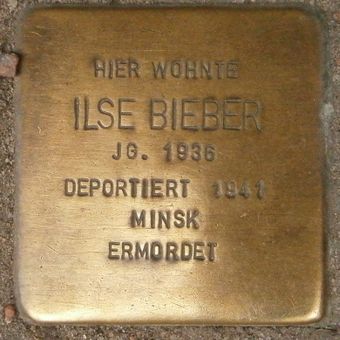 HIER WOHNTE
ILSE BIEBER
JG. 1936
DEPORTIERT 1941
MINSK
ERMORDET